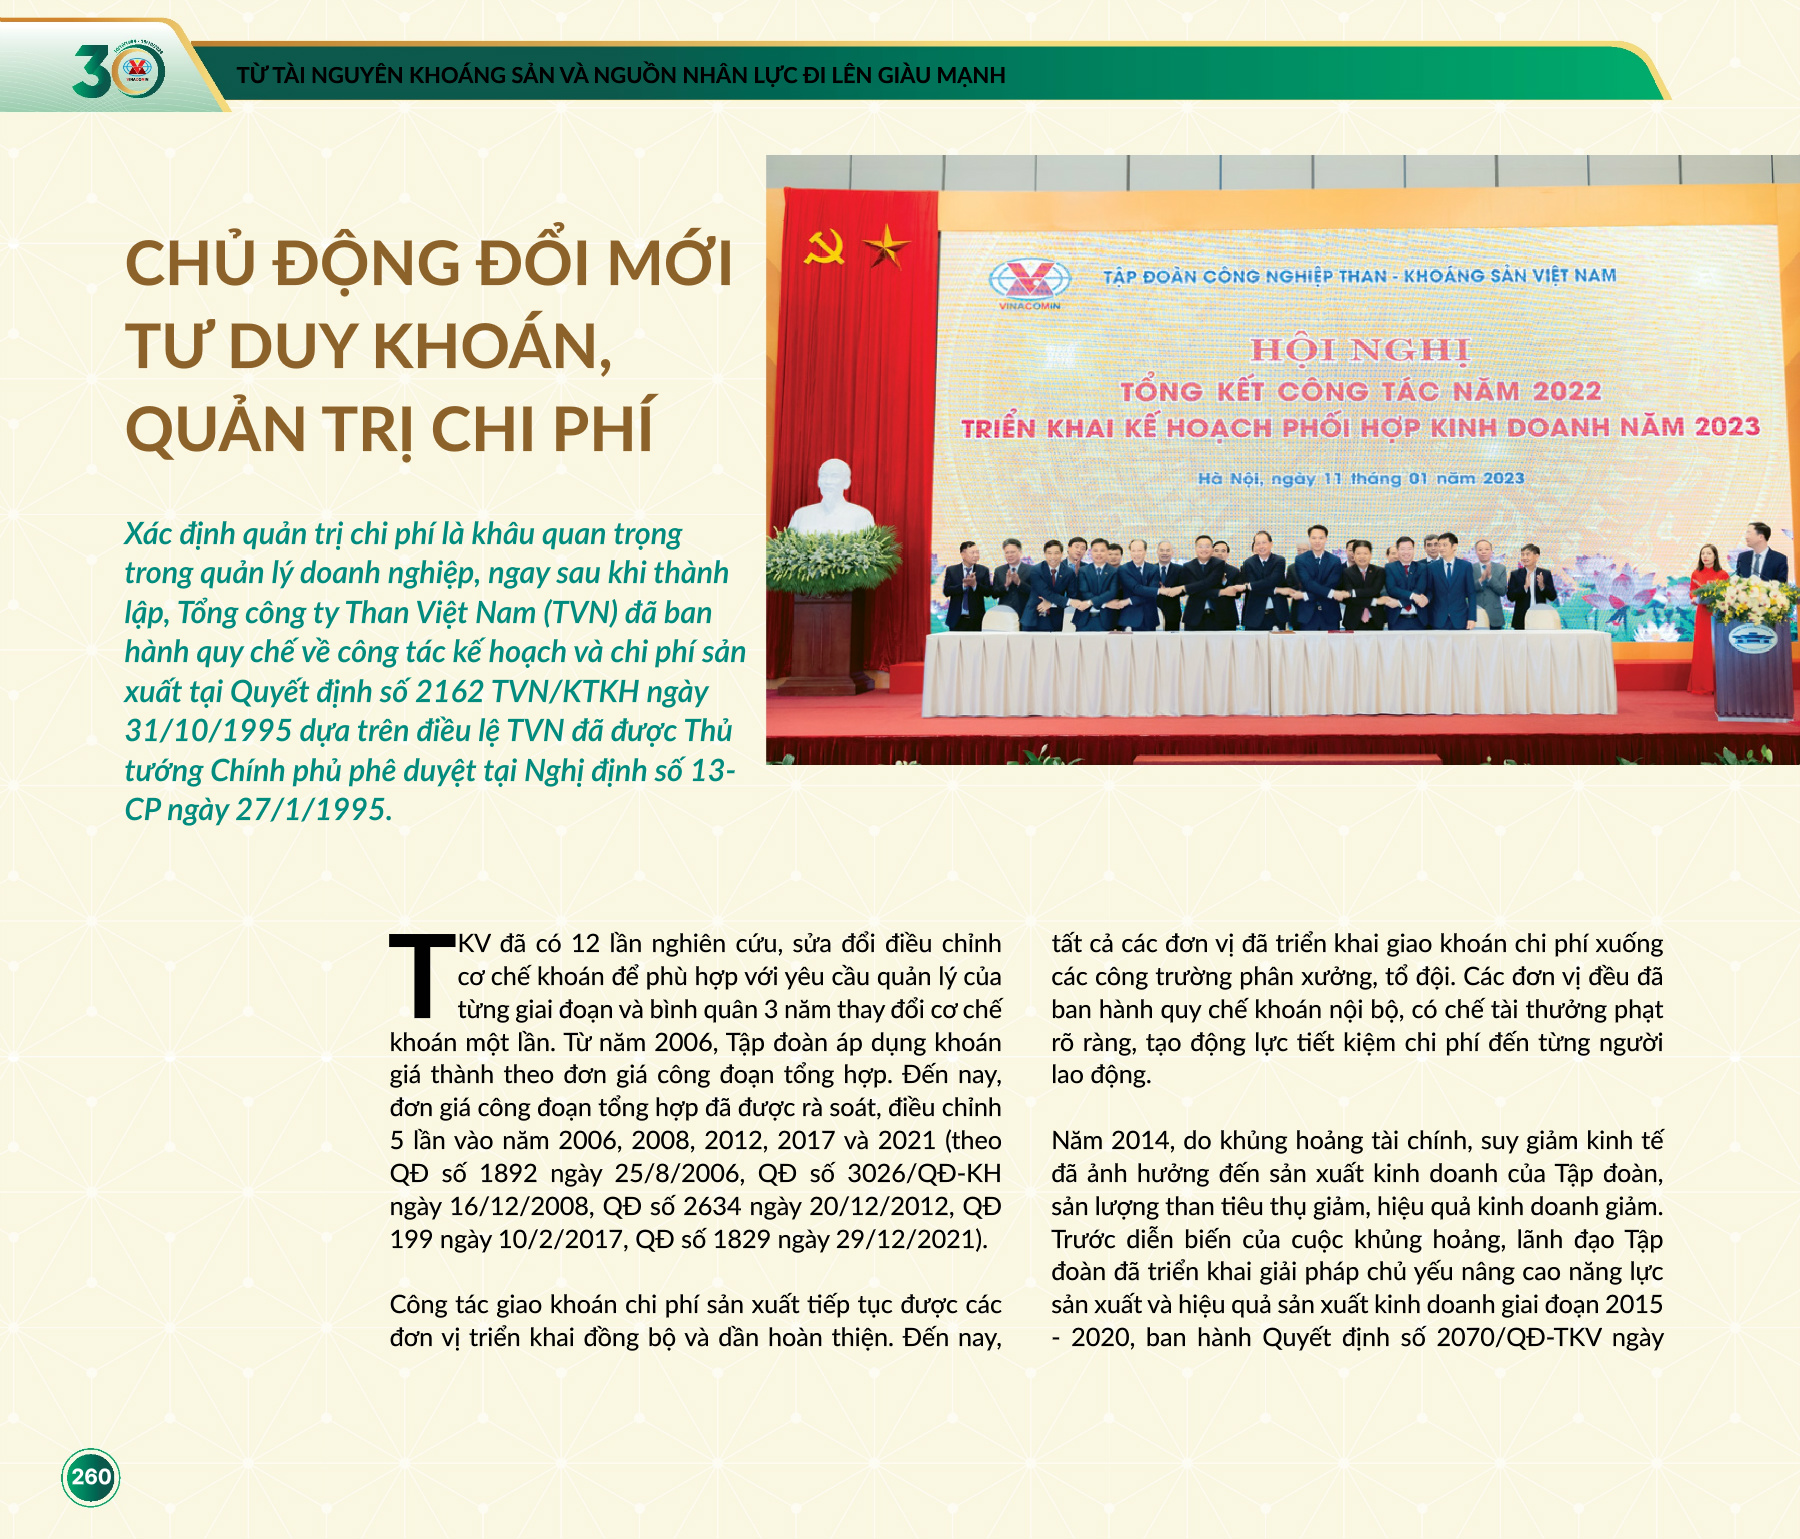 30
VINACOMIN
TỪ TÀI NGUYÊN KHOÁNG SẢN VÀ NGUỒN NHÂN LỰC ĐI LÊN GIÀU MẠNH
CHỦ ĐỘNG ĐỔI MỚI
TƯ DUY KHOÁN,
QUẢN TRỊ CHI PHÍ
Xác định quản trị chi phí là khâu quan trọng
trong quản lý doanh nghiệp, ngay sau khi thành
lập, Tổng công ty Than Việt Nam (TVN) đã ban
hành quy chế về công tác kế hoạch và chi phí sản
xuất tại Quyết định số 2162 TVN/KTKH ngày
31/10/1995 dựa trên điều lệ TVN đã được Thủ
tướng Chính phủ phê duyệt tại Nghị định số 13-
CP ngày 27/1/1995.
VINACOMIN
TẬP ĐOÀN CÔNG NGHIỆP THAN - KHOÁNG SẢN VIỆT NAM
HỘI NGHỊ
TỔNG KẾT CÔNG TÁC NĂM 2022
TRIỂN KHAI KẾ HOẠCH PHỐI HỢP KINH DOANH NĂM 2023
Hà Nội, ngày 11 tháng 01 năm 2023
TKV đã có 12 lần nghiên cứu, sửa đổi điều chỉnh
cơ chế khoán để phù hợp với yêu cầu quản lý của
từng giai đoạn và bình quân 3 năm thay đổi cơ chế
khoán một lần. Từ năm 2006, Tập đoàn áp dụng khoán
giá thành theo đơn giá công đoạn tổng hợp. Đến nay,
đơn giá công đoạn tổng hợp đã được rà soát, điều chỉnh
5 lần vào năm 2006, 2008, 2012, 2017 và 2021 (theo
QĐ số 1892 ngày 25/8/2006, QĐ số 3026/QĐ-KH
ngày 16/12/2008, QĐ số 2634 ngày 20/12/2012, QĐ
199 ngày 10/2/2017, QĐ số 1829 ngày 29/12/2021).
Công tác giao khoán chi phí sản xuất tiếp tục được các
đơn vị triển khai đồng bộ và dần hoàn thiện. Đến nay,
tất cả các đơn vị đã triển khai giao khoán chi phí xuống
các công trường phân xưởng, tổ đội. Các đơn vị đều đã
ban hành quy chế khoán nội bộ, có chế tài thưởng phạt
rõ ràng, tạo động lực tiết kiệm chi phí đến từng người
lao động.
Năm 2014, do khủng hoảng tài chính, suy giảm kinh tế
đã ảnh hưởng đến sản xuất kinh doanh của Tập đoàn,
sản lượng than tiêu thụ giảm, hiệu quả kinh doanh giảm.
Trước diễn biến của cuộc khủng hoảng, lãnh đạo Tập
đoàn đã triển khai giải pháp chủ yếu nâng cao năng lực
sản xuất và hiệu quả sản xuất kinh doanh giai đoạn 2015
- 2020, ban hành Quyết định số 2070/QĐ-TKV ngày
260